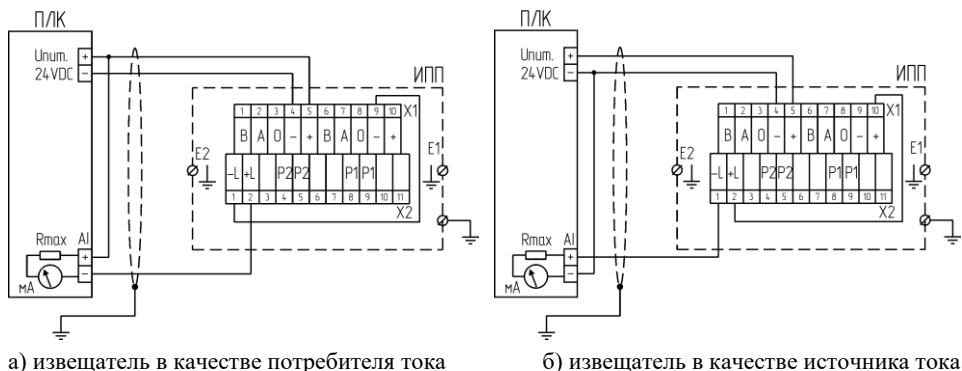 ПЛК
Uпит.
24VDC
+
−
ИПП
1 2 3 4 5 6 7 8 9 10 X1
B A 0 − + B A 0 − +
E2
E1
−L +L P2 P2 P1 P1
1 2 3 4 5 6 7 8 9 10 11
X2
Rmax AI
+
−
мА
а) извещатель в качестве потребителя тока
ПЛК
Uпит.
24VDC
+
−
ИПП
1 2 3 4 5 6 7 8 9 10 X1
B A 0 − + B A 0 − +
E2
E1
−L +L P2 P2 P1 P1
1 2 3 4 5 6 7 8 9 10 11
X2
Rmax AI
+
−
мА
б) извещатель в качестве источника тока